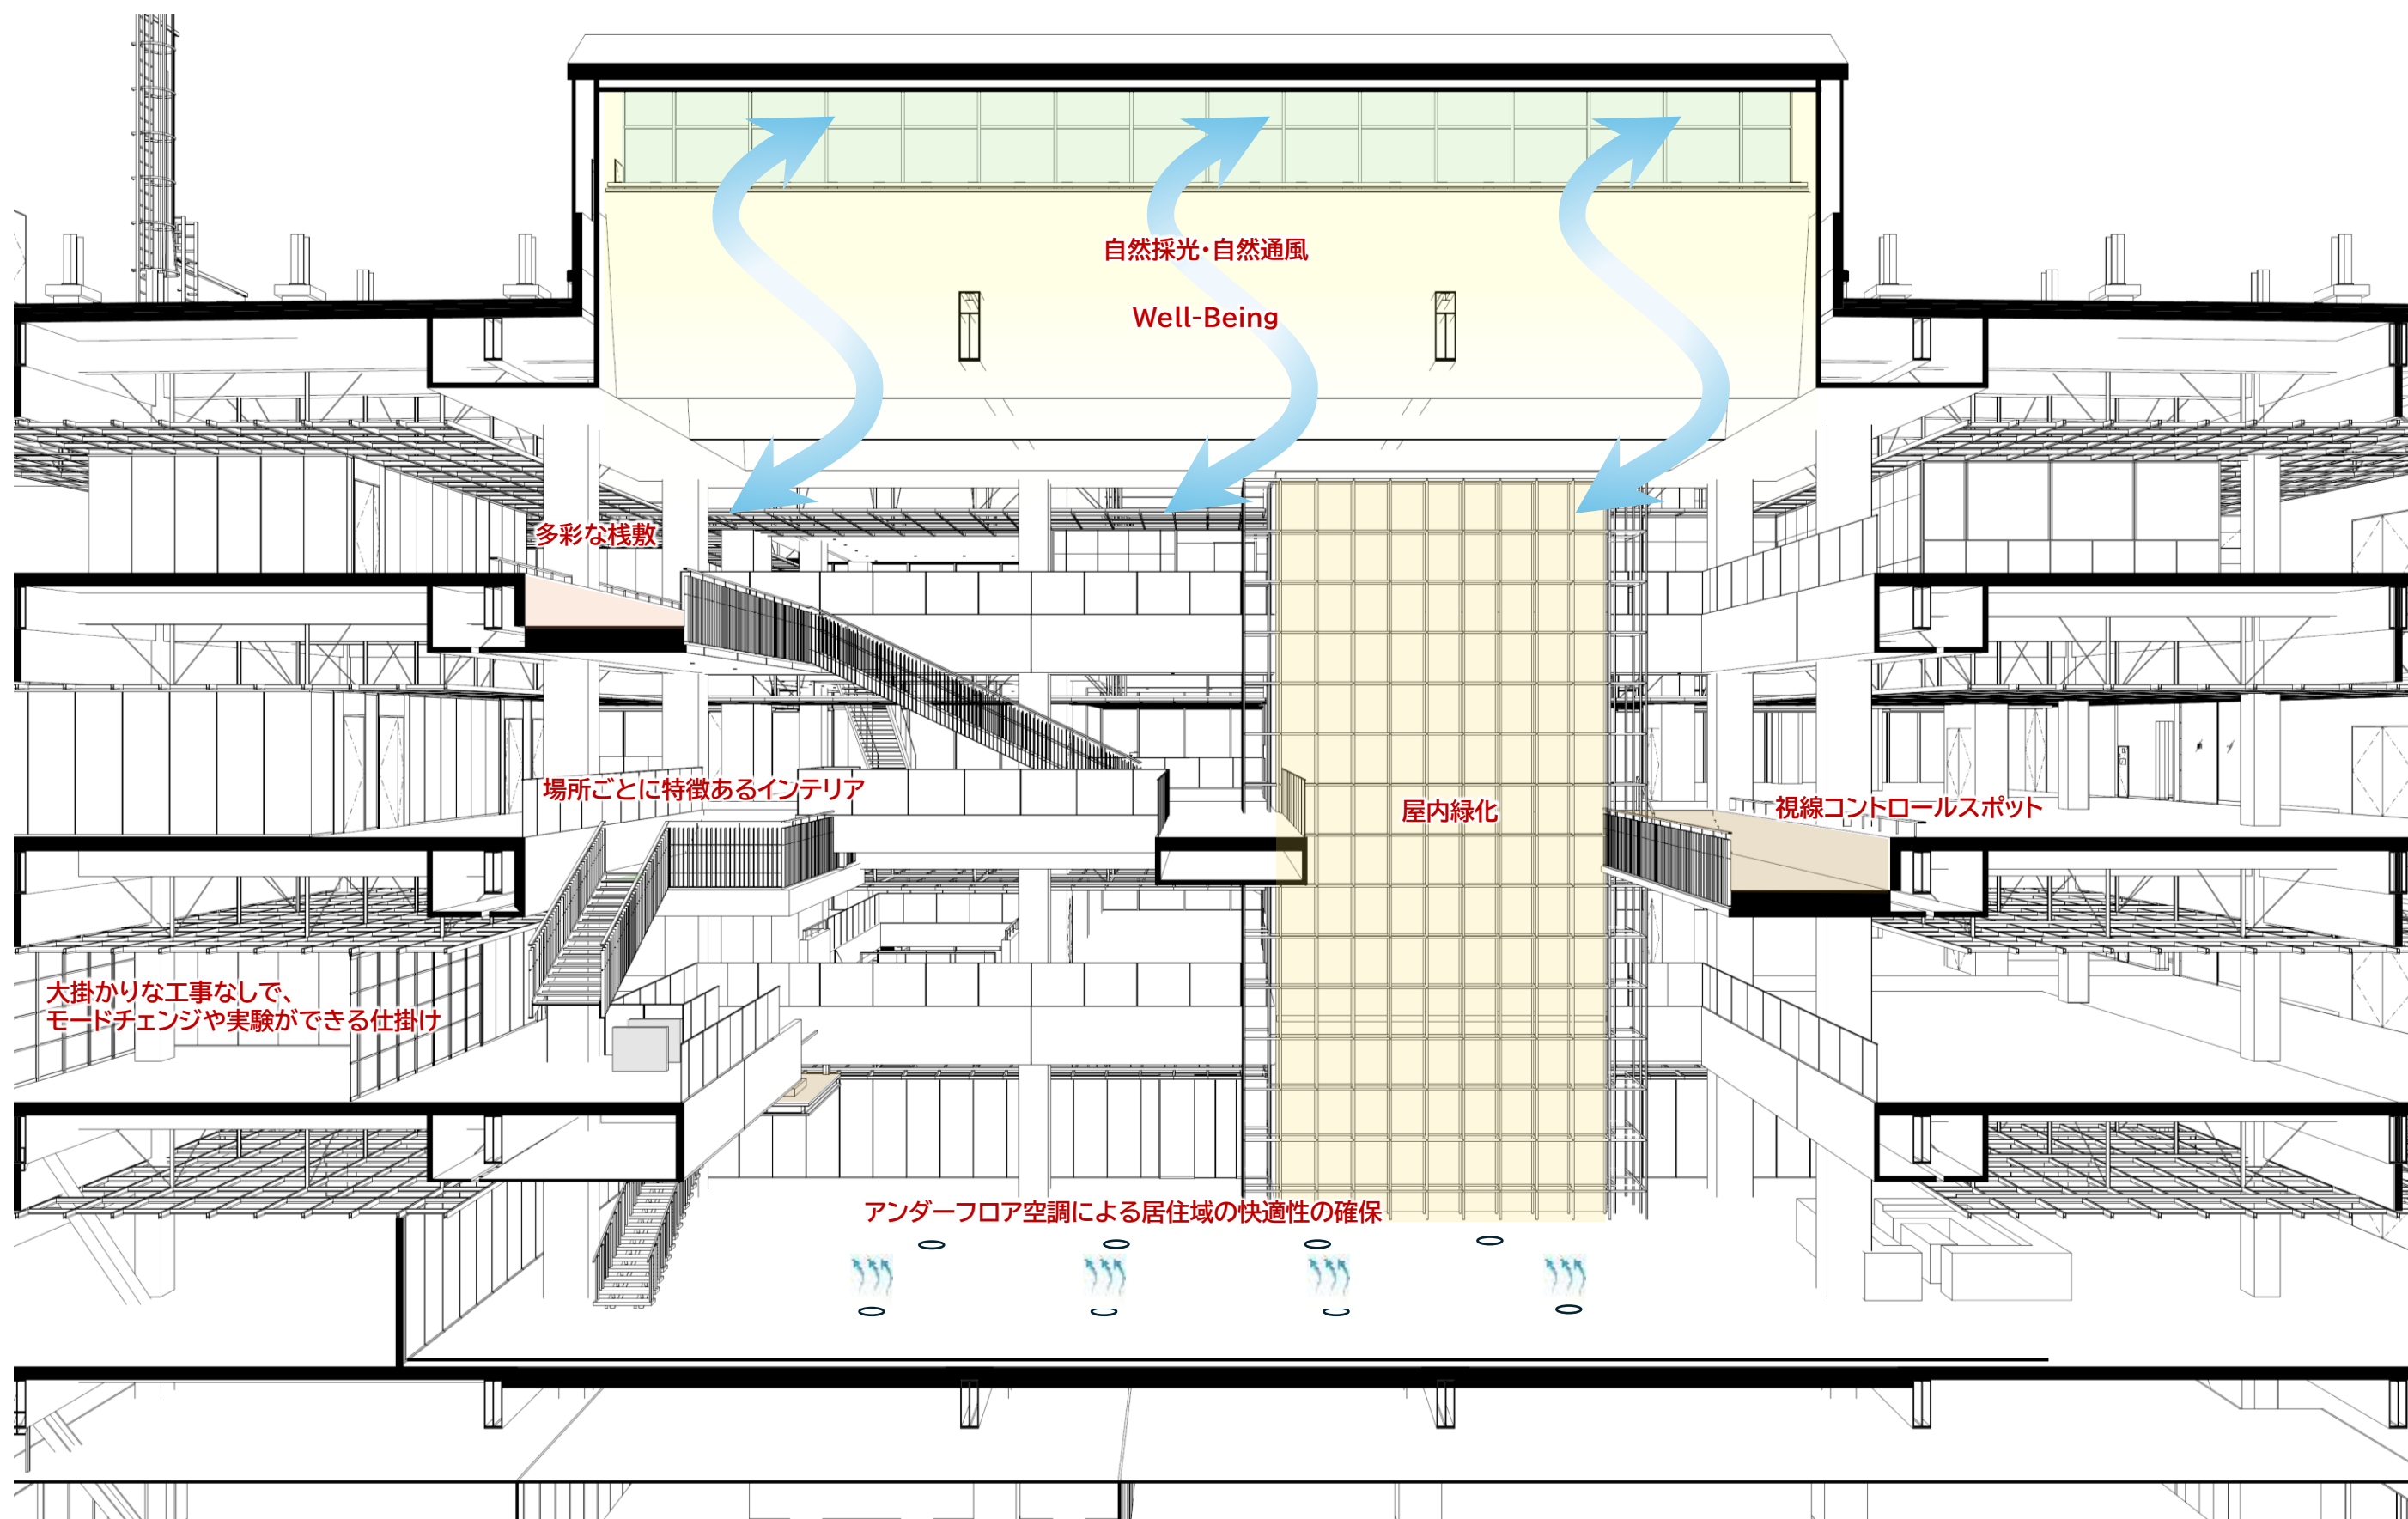 自然採光・自然通風
Well-Being
多彩な桟敷
場所ごとに特徴あるインテリア
屋内緑化
視線コントロールスポット
大掛かりな工事なしで、
モードチェンジや実験ができる仕掛け
アンダーフロア空調による居住域の快適性の確保